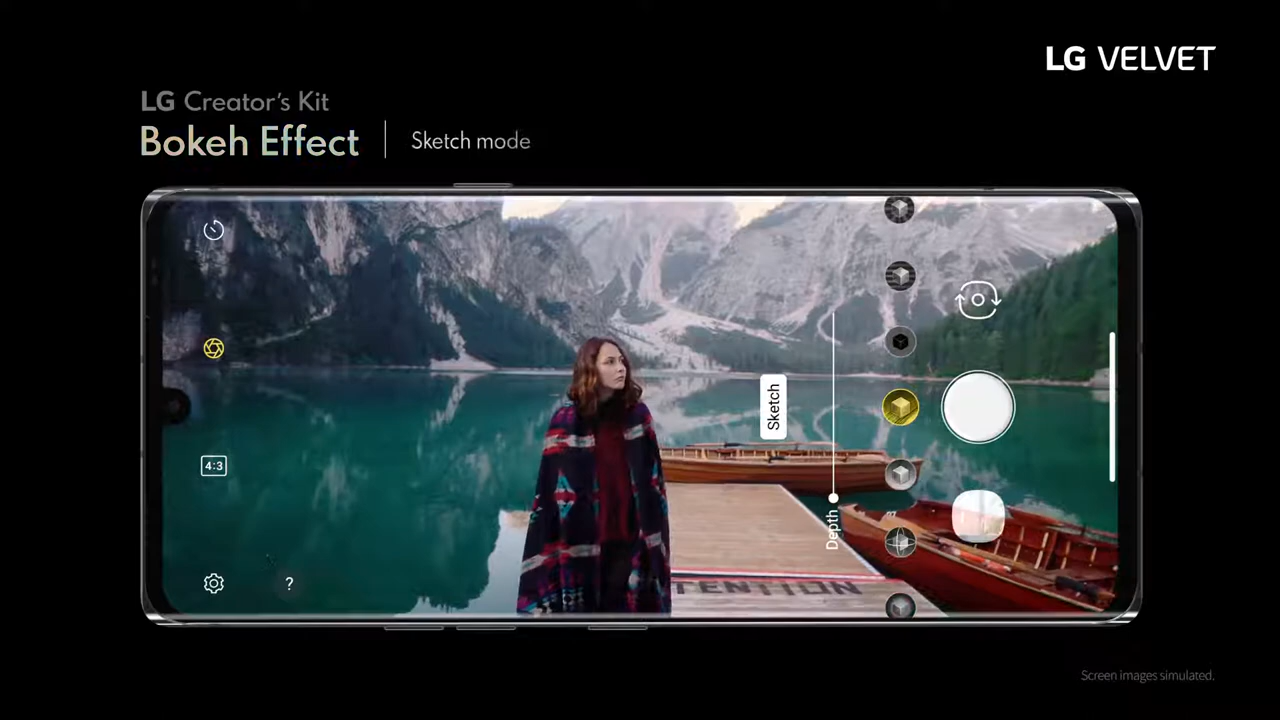 LG VELVET
LG Creator's Kit
Bokeh Effect
Sketch mode
4:3
?
Sketch
Depth
TENTION
Screen images simulated.